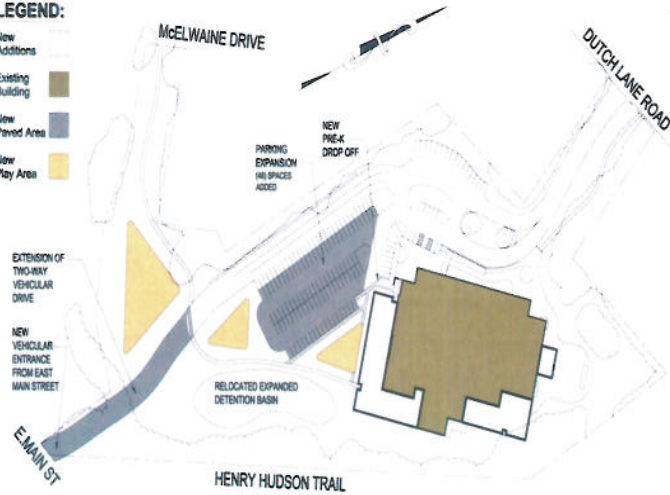 LEGEND:
New
Additions
Existing
Building
New
Paved Area
New
Play Area
McELWAINE DRIVE
DUTCH LANE ROAD
NEW
PRE-K
DROP OFF
PARKING
EXPANSION
(48) SPACES
ADDED
EXTENSION OF
TWO-WAY
VEHICULAR
DRIVE
NEW
VEHICULAR
ENTRANCE
FROM EAST
MAIN STREET
RELOCATED EXPANDED
DETENTION BASIN
E.MAIN ST
HENRY HUDSON TRAIL